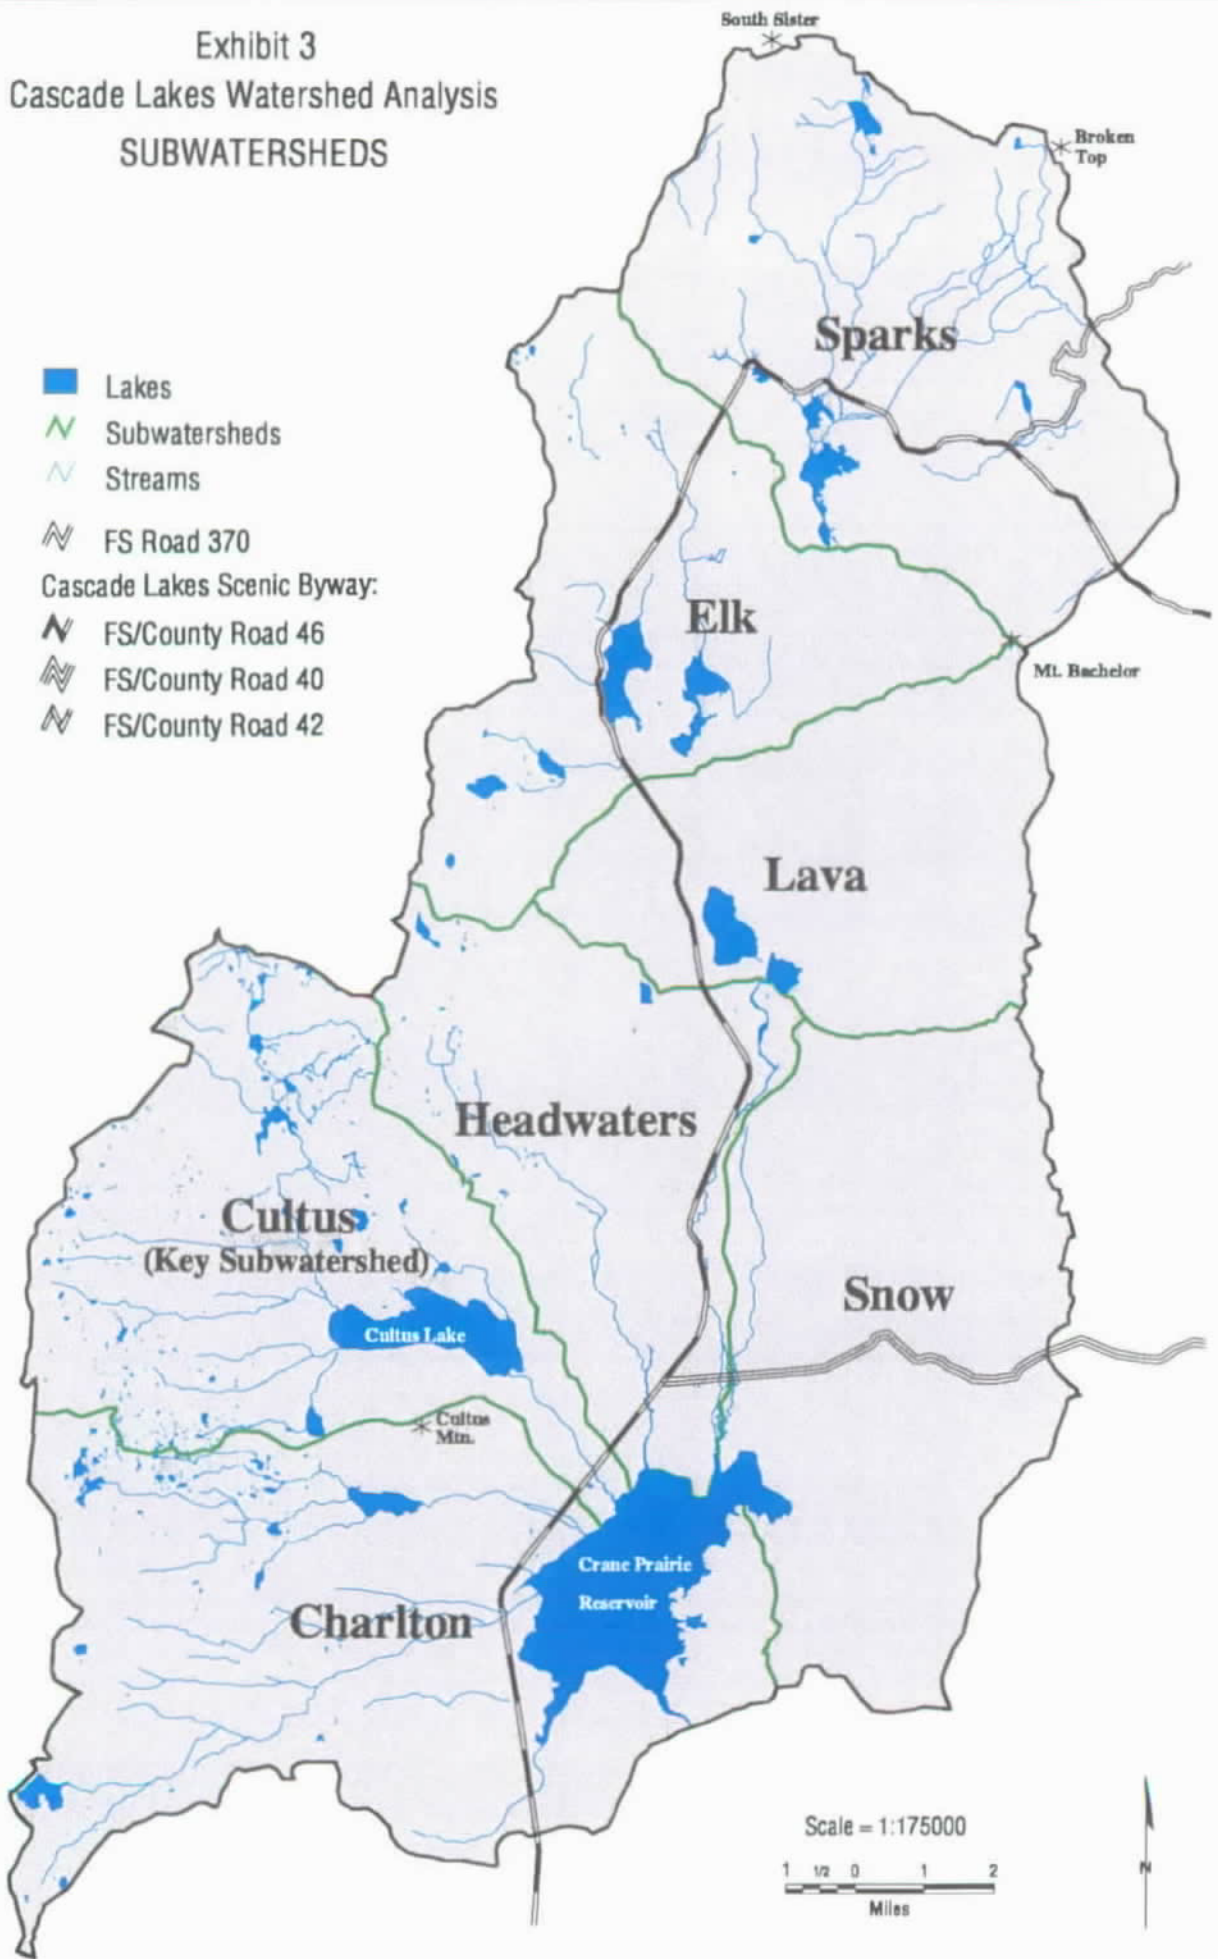 Exhibit 3
Cascade Lakes Watershed Analysis
SUBWATERSHEDS
South Sister
Broken
Top
Sparks
Lakes
Subwatersheds
Streams
FS Road 370
Cascade Lakes Scenic Byway:
FS/County Road 46
FS/County Road 40
FS/County Road 42
Elk
Mt. Bachelor
Lava
Headwaters
Cultus
(Key Subwatershed)
Snow
Cultus Lake
Cultus
Mtn.
Crane Prairie
Reservoir
Charlton
Scale = 1:175000
1 1/2 0 1 2
Miles
N